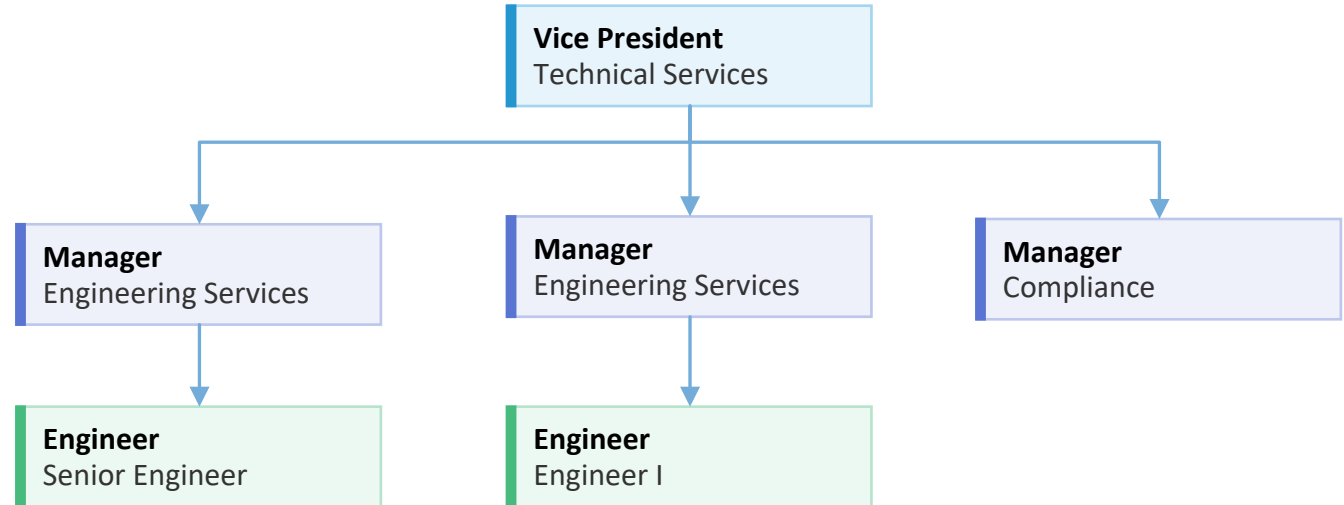 Vice President
Technical Services
Manager
Engineering Services
Manager
Engineering Services
Manager
Compliance
Engineer
Senior Engineer
Engineer
Engineer I